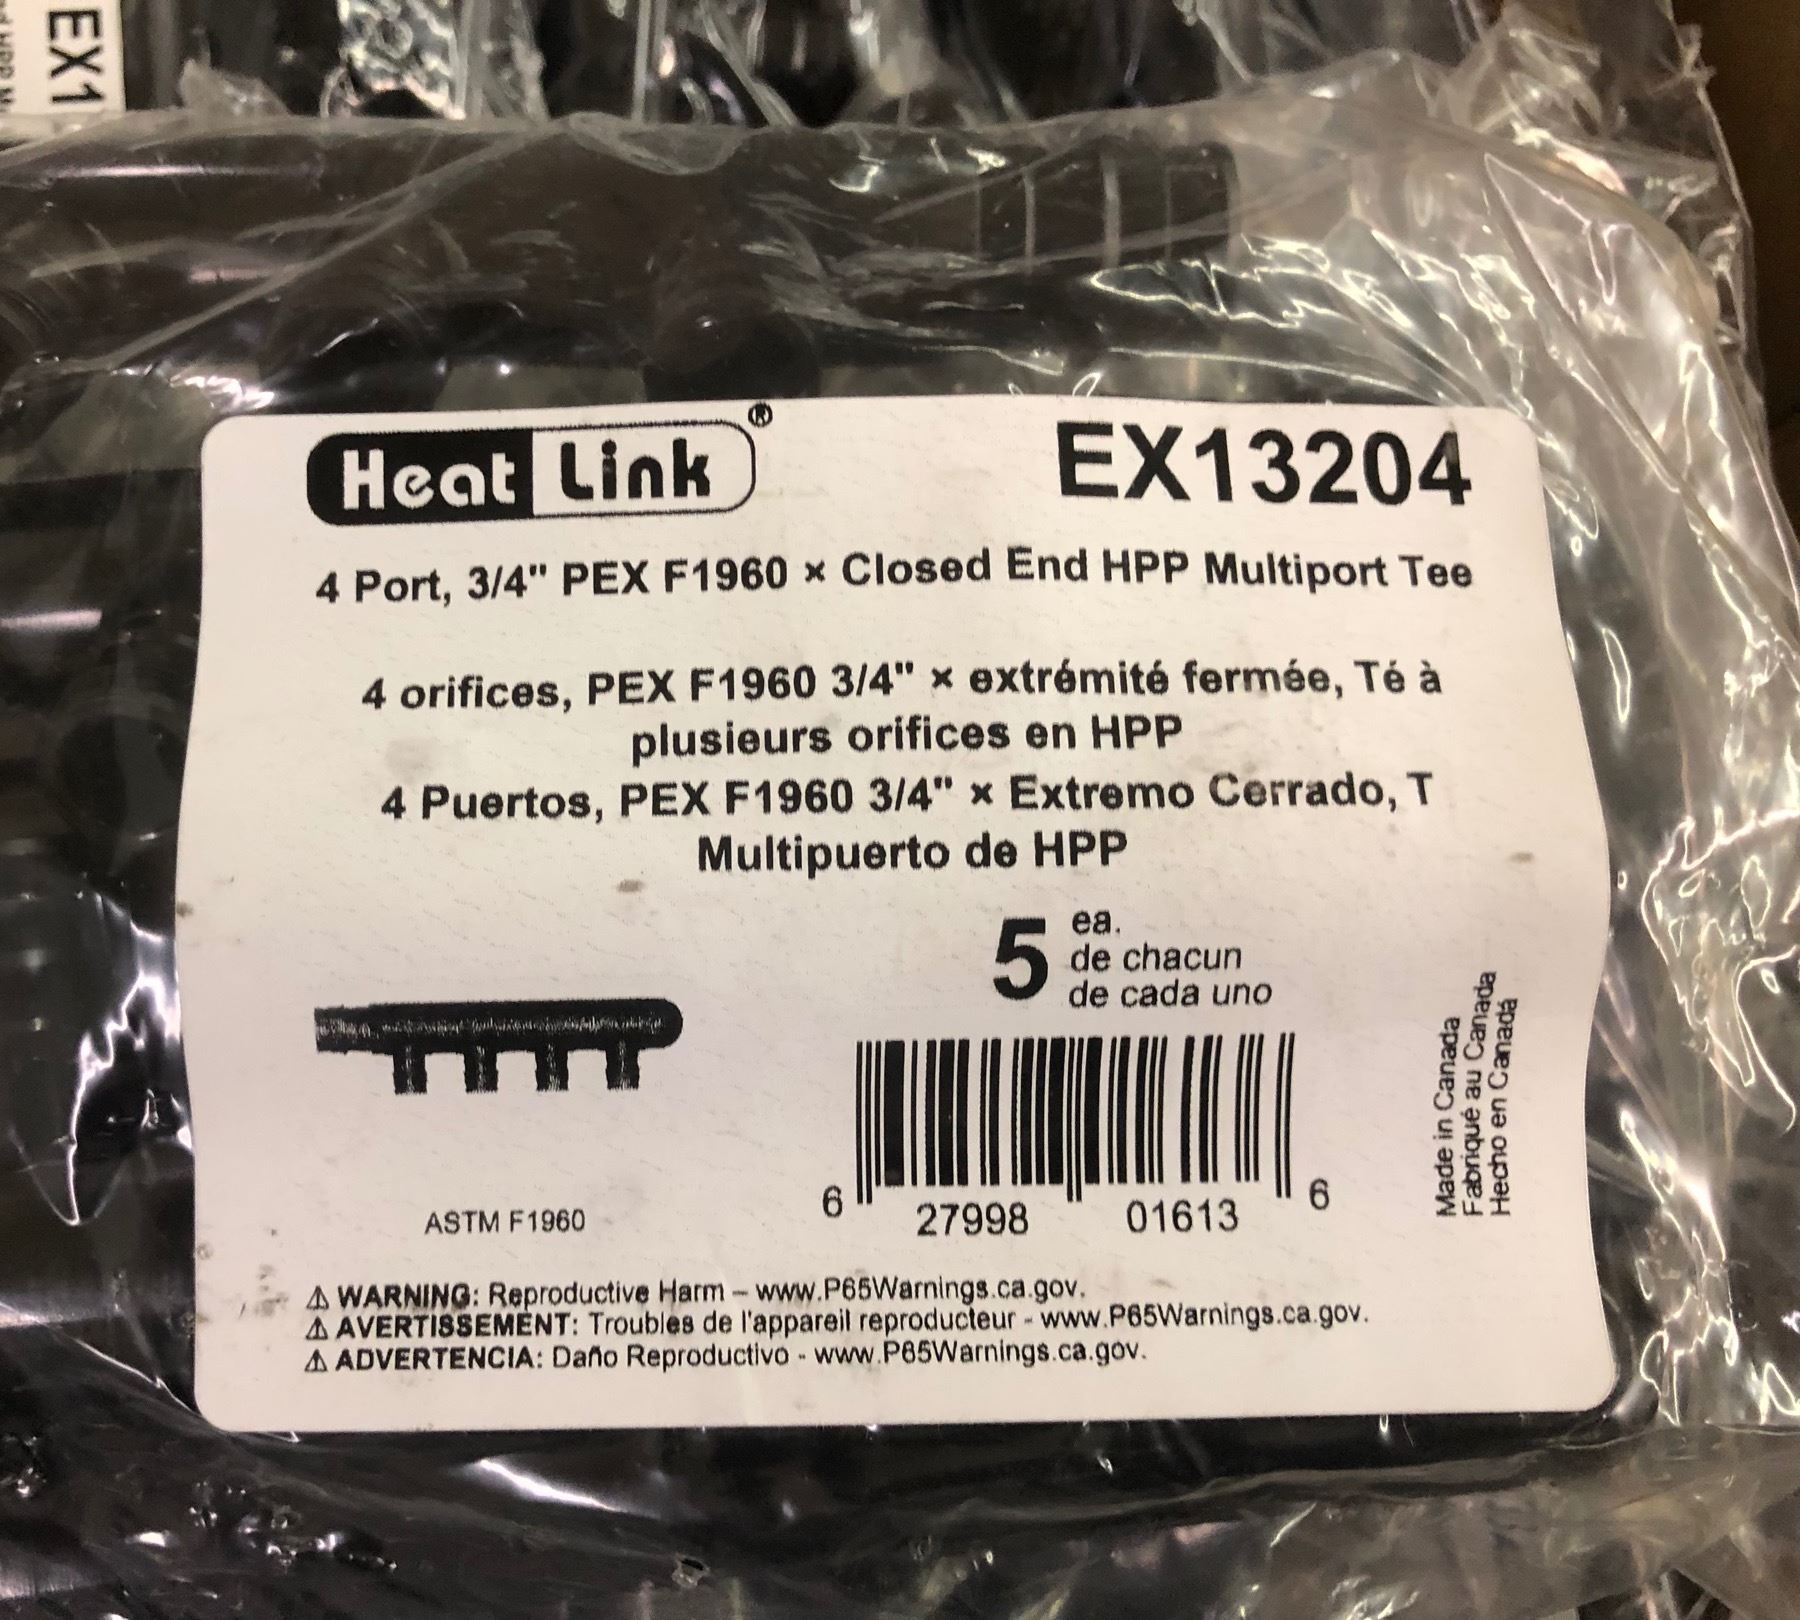 EX1
Heat Link®
EX13204
4 Port, 3/4" PEX F1960 × Closed End HPP Multiport Tee
4 orifices, PEX F1960 3/4" × extrémité fermée, Té à
plusieurs orifices en HPP
4 Puertos, PEX F1960 3/4" × Extremo Cerrado, T
Multipuerto de HPP
5 ea.
de chacun
de cada uno
Made in Canada
Fabriqué au Canada
Hecho en Canadá
6 27998 01613 6
ASTM F1960
⚠ WARNING: Reproductive Harm – www.P65Warnings.ca.gov.
⚠ AVERTISSEMENT: Troubles de l'appareil reproducteur - www.P65Warnings.ca.gov.
⚠ ADVERTENCIA: Daño Reproductivo - www.P65Warnings.ca.gov.